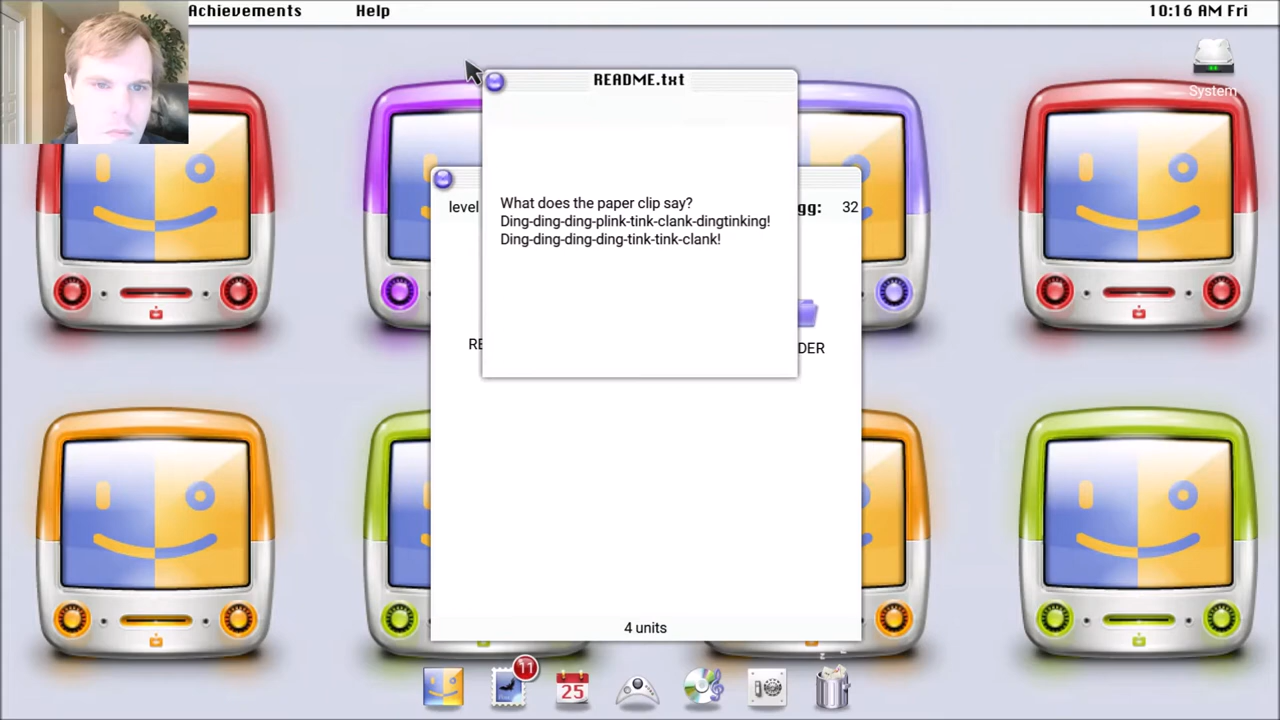 Achievements Help 10:16 AM Fri
System
README.txt
level
gg: 32
What does the paper clip say?
Ding-ding-ding-plink-tink-clank-dingtinking!
Ding-ding-ding-ding-tink-tink-clank!
RE
DER
4 units
11
25